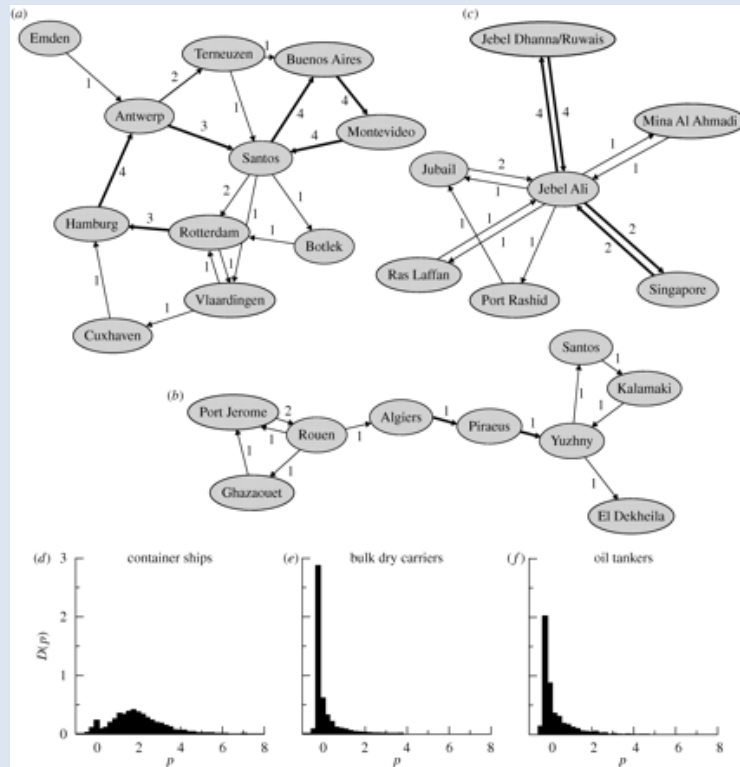 (a)
Emden
Terneuzen
Buenos Aires
Antwerp
Montevideo
Santos
Hamburg
Rotterdam
Botlek
Vlaardingen
Cuxhaven
1
2
1
1
3
4
4
4
4
3
2
1
1
1
1
1
1
1
(c)
Jebel Dhanna/Ruwais
Mina Al Ahmadi
Jubail
Jebel Ali
Ras Laffan
Port Rashid
Singapore
4
4
1
1
2
1
1
1
1
1
2
2
(b)
Santos
Kalamaki
Port Jerome
Algiers
Piraeus
Rouen
Yuzhny
Ghazaouet
El Dekheila
1
1
1
2
1
1
1
1
1
1
1
(d)
container ships
(e)
bulk dry carriers
(f)
oil tankers
3
2
1
0
D(p)
0 2 4 6 8
p
0 2 4 6 8
p
0 2 4 6 8
p